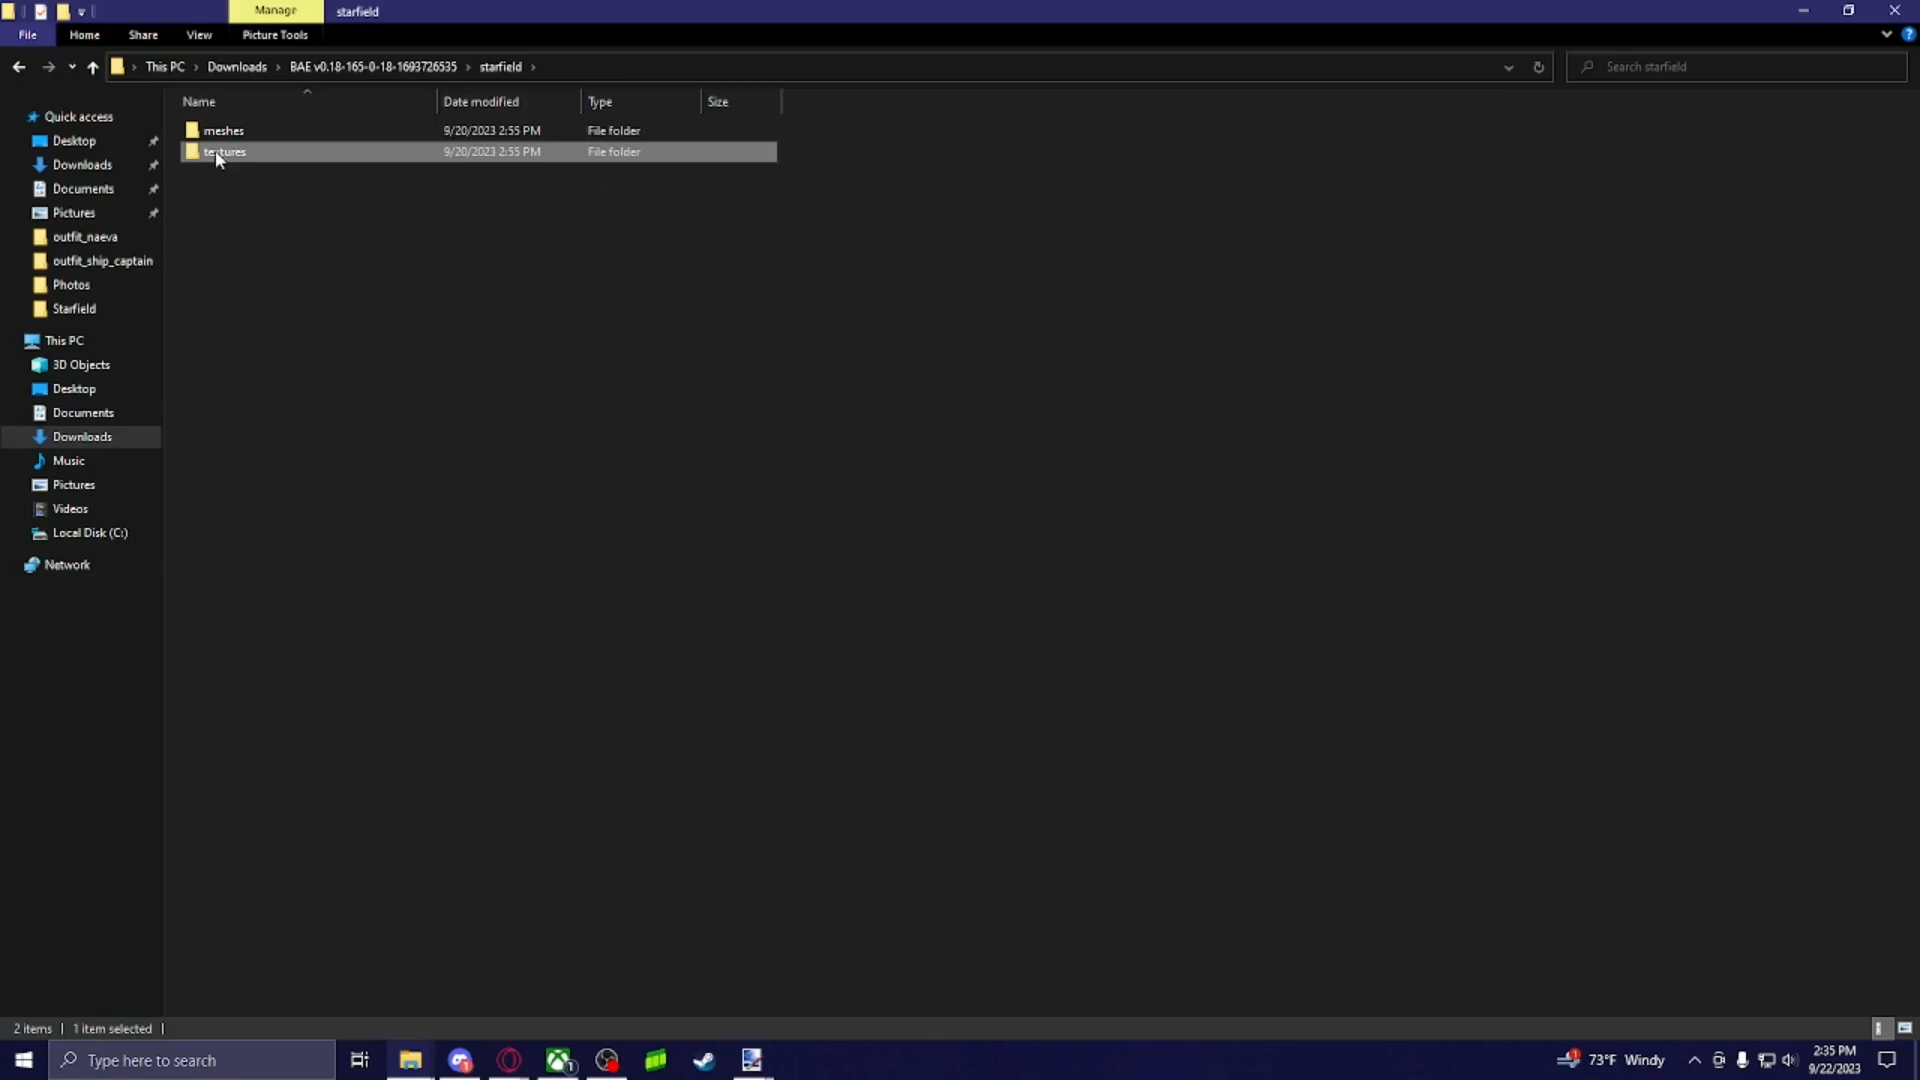 Manage
starfield
File
Home
Share
View
Picture Tools
This PC
Downloads
BAE v0.18-165-0-18-1693726535
starfield
Search starfield
Name
Date modified
Type
Size
meshes
9/20/2023 2:55 PM
File folder
textures
9/20/2023 2:55 PM
File folder
Quick access
Desktop
Downloads
Documents
Pictures
outfit_naeva
outfit_ship_captain
Photos
Starfield
This PC
3D Objects
Desktop
Documents
Downloads
Music
Pictures
Videos
Local Disk (C:)
Network
2 items
1 item selected
Type here to search
73°F Windy
2:35 PM
9/22/2023